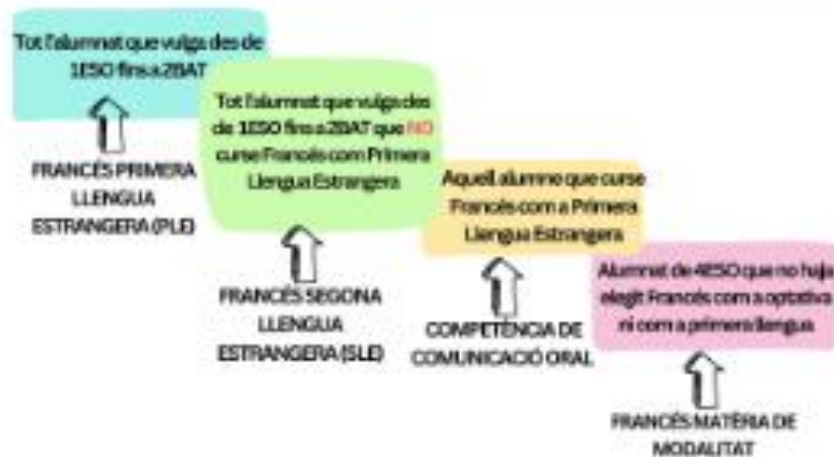 Tot l'alumnat que vulga des de
1ESO fins a 2BAT
FRANCÉS PRIMERA
LLENGUA
ESTRANGERA (PLE)
Tot l'alumnat que vulga des
de 1ESO fins a 2BAT que NO
curse Francés com Primera
Llengua Estrangera
FRANCÉS SEGONA
LLENGUA
ESTRANGERA (SLE)
Aquell alumne que curse
Francés com a Primera
Llengua Estrangera
COMPETÈNCIA DE
COMUNICACIÓ ORAL
Alumnat de 4ESO que no haja
elegit Francés com a optativa
ni com a primera llengua
FRANCÉS MATÈRIA DE
MODALITAT